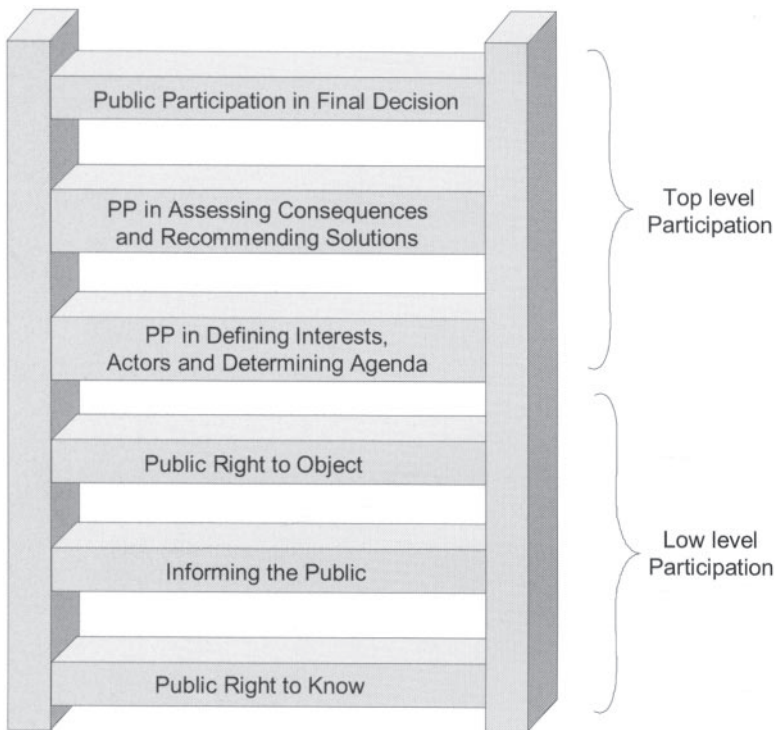 Public Participation in Final Decision
PP in Assessing Consequences
and Recommending Solutions
PP in Defining Interests,
Actors and Determining Agenda
Top level
Participation
Public Right to Object
Informing the Public
Public Right to Know
Low level
Participation